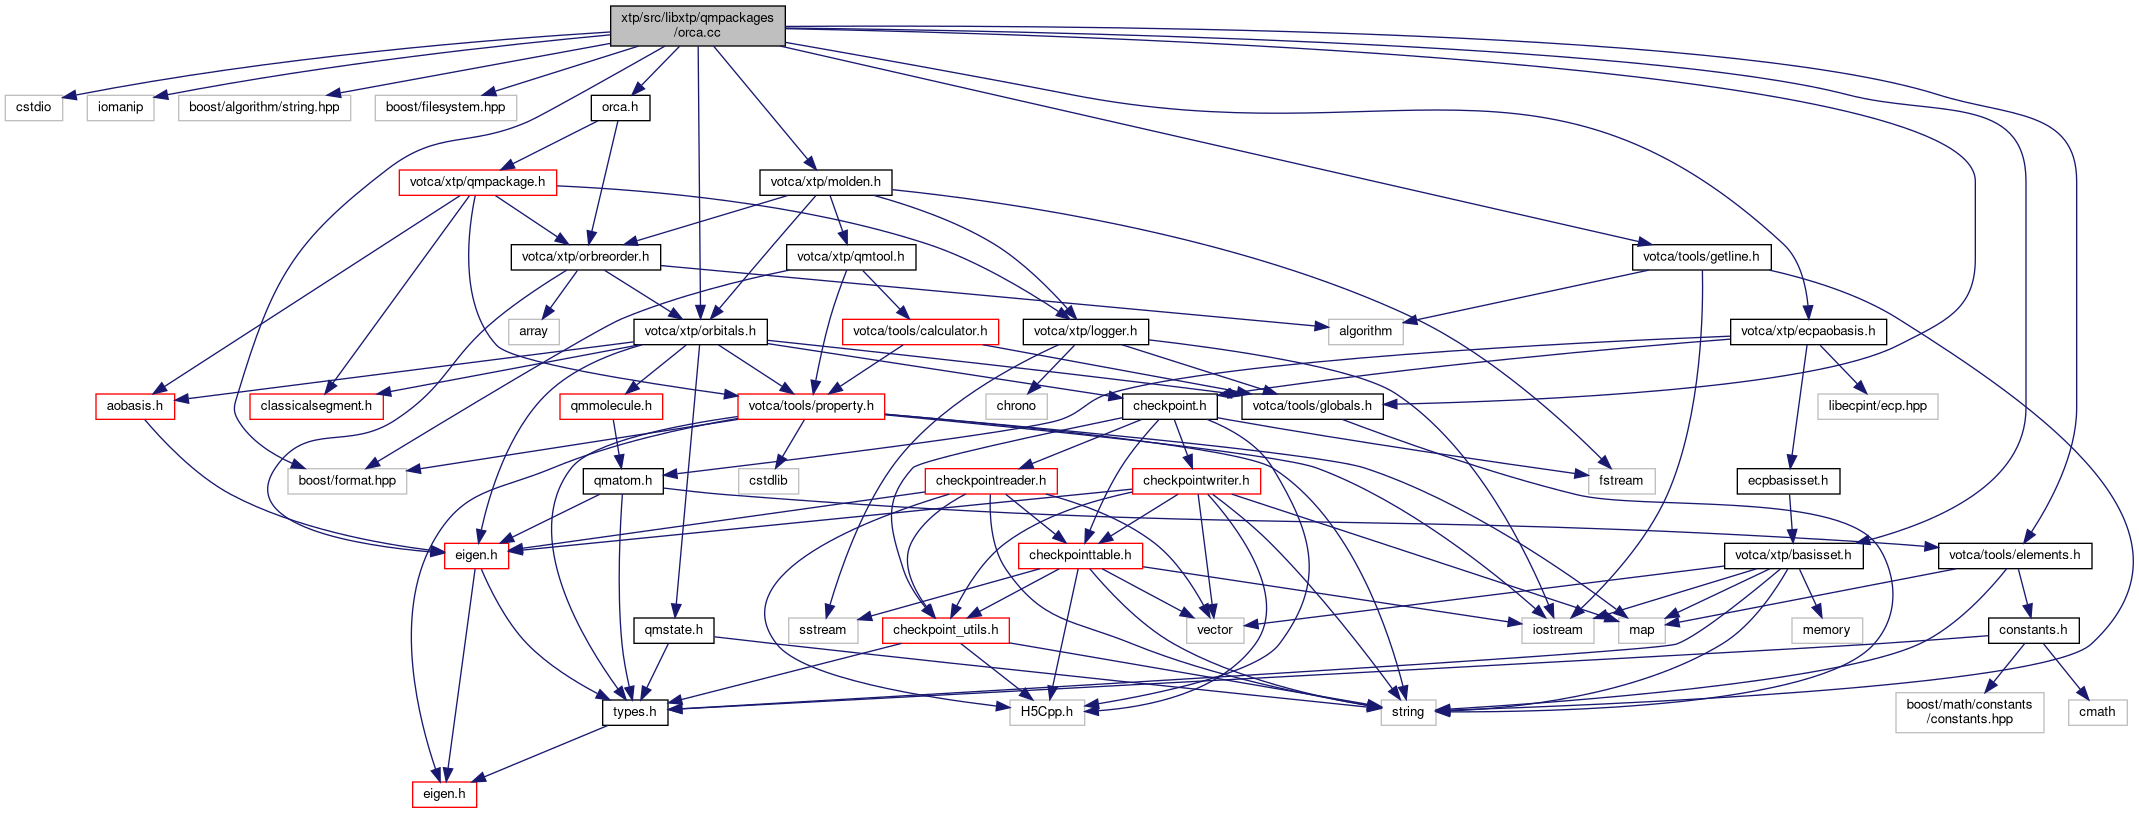 xtp/src/libxtp/qmpackages
/orca.cc
cstdio
iomanip
boost/algorithm/string.hpp
boost/filesystem.hpp
orca.h
votca/xtp/qmpackage.h
votca/xtp/molden.h
votca/xtp/orbreorder.h
votca/xtp/qmtool.h
votca/tools/getline.h
array
votca/xtp/orbitals.h
votca/tools/calculator.h
votca/xtp/logger.h
algorithm
votca/xtp/ecpaobasis.h
aobasis.h
classicalsegment.h
qmmolecule.h
votca/tools/property.h
chrono
checkpoint.h
votca/tools/globals.h
libecpint/ecp.hpp
boost/format.hpp
qmatom.h
cstdlib
checkpointreader.h
checkpointwriter.h
fstream
ecpbasisset.h
eigen.h
checkpointtable.h
votca/xtp/basisset.h
votca/tools/elements.h
qmstate.h
sstream
checkpoint_utils.h
vector
iostream
map
memory
constants.h
types.h
H5Cpp.h
string
boost/math/constants
/constants.hpp
cmath
eigen.h